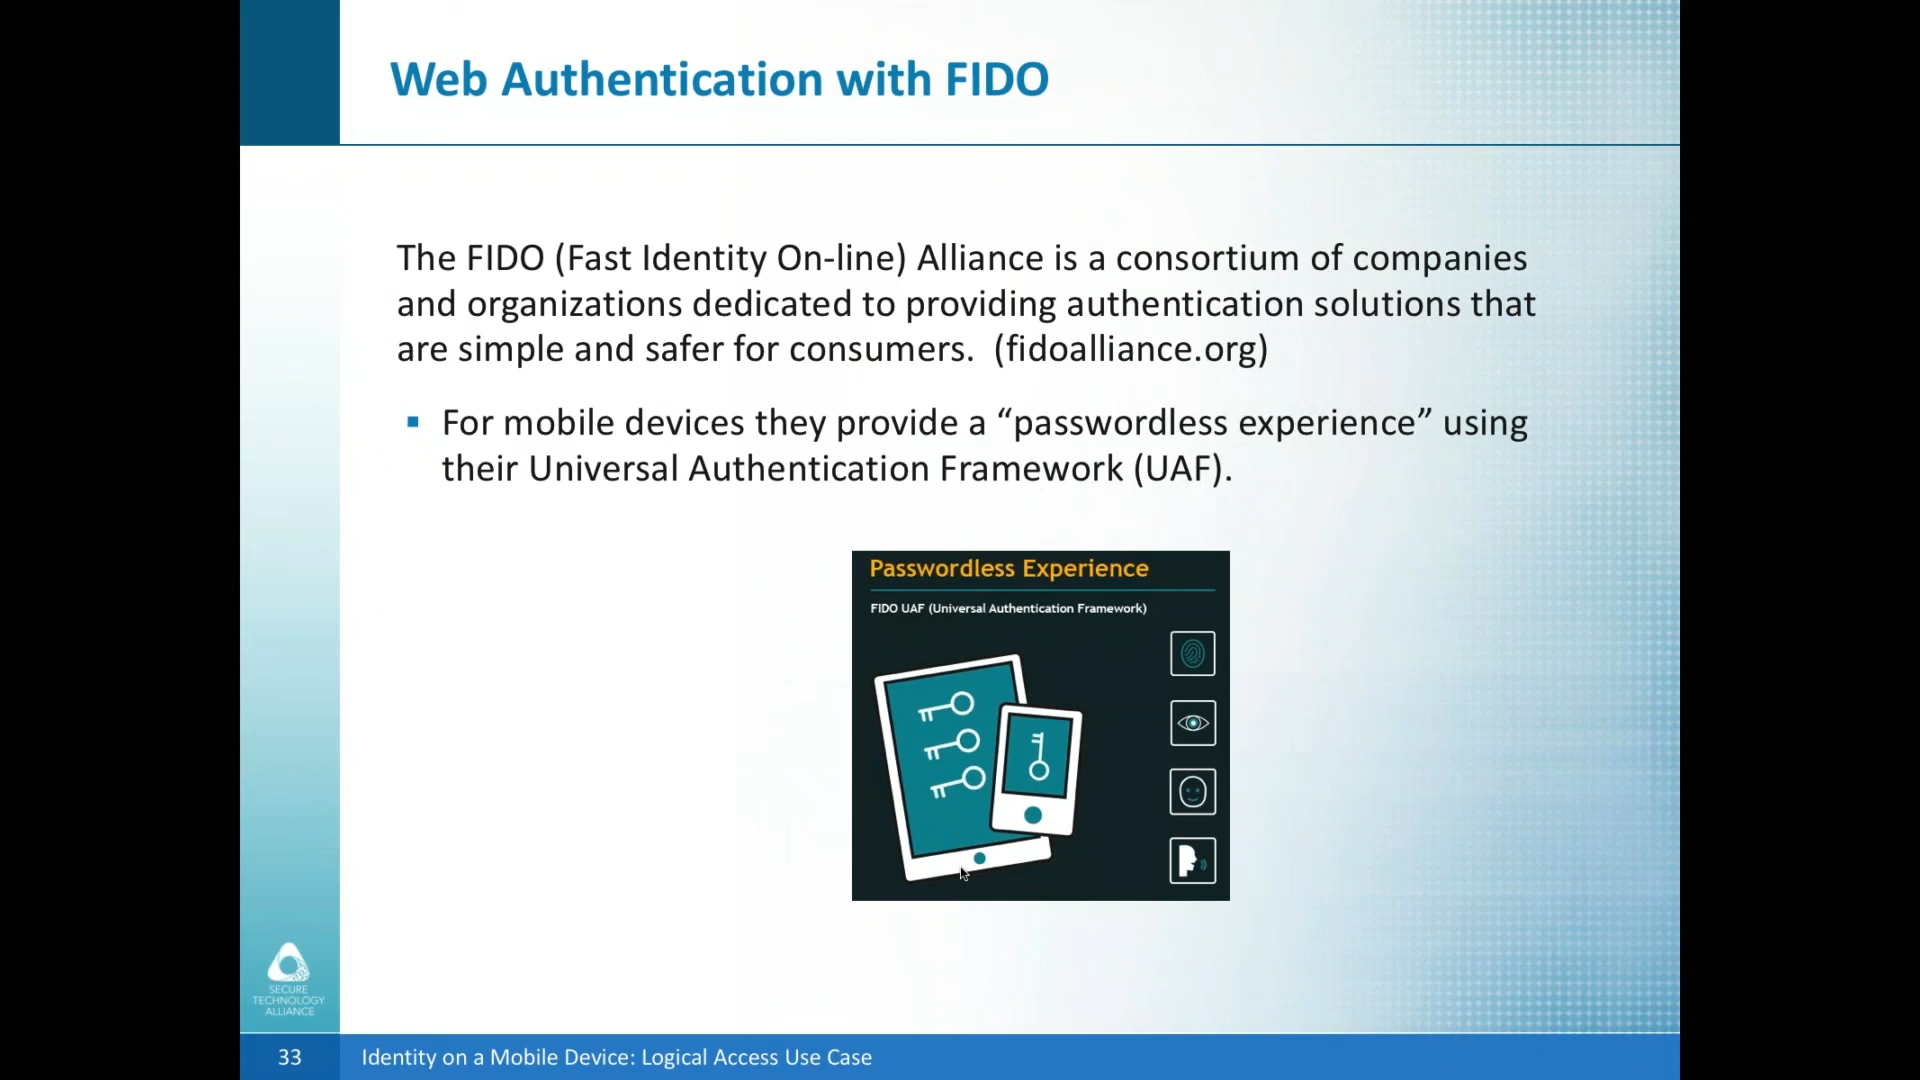 Web Authentication with FIDO
The FIDO (Fast Identity On-line) Alliance is a consortium of companies
and organizations dedicated to providing authentication solutions that
are simple and safer for consumers.  (fidoalliance.org)
▪ For mobile devices they provide a “passwordless experience” using
their Universal Authentication Framework (UAF).
Passwordless Experience
FIDO UAF (Universal Authentication Framework)
SECURE
TECHNOLOGY
ALLIANCE
33 Identity on a Mobile Device: Logical Access Use Case